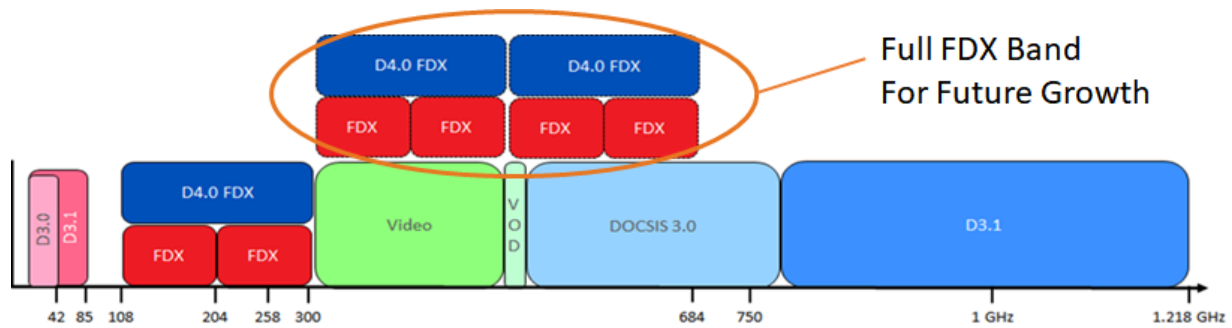 D4.0 FDX
D4.0 FDX
FDX
FDX
FDX
FDX
Full FDX Band
For Future Growth
D3.0
D3.1
D4.0 FDX
FDX
FDX
Video
VOD
DOCSIS 3.0
D3.1
42
85
108
204
258
300
684
750
1 GHz
1.218 GHz